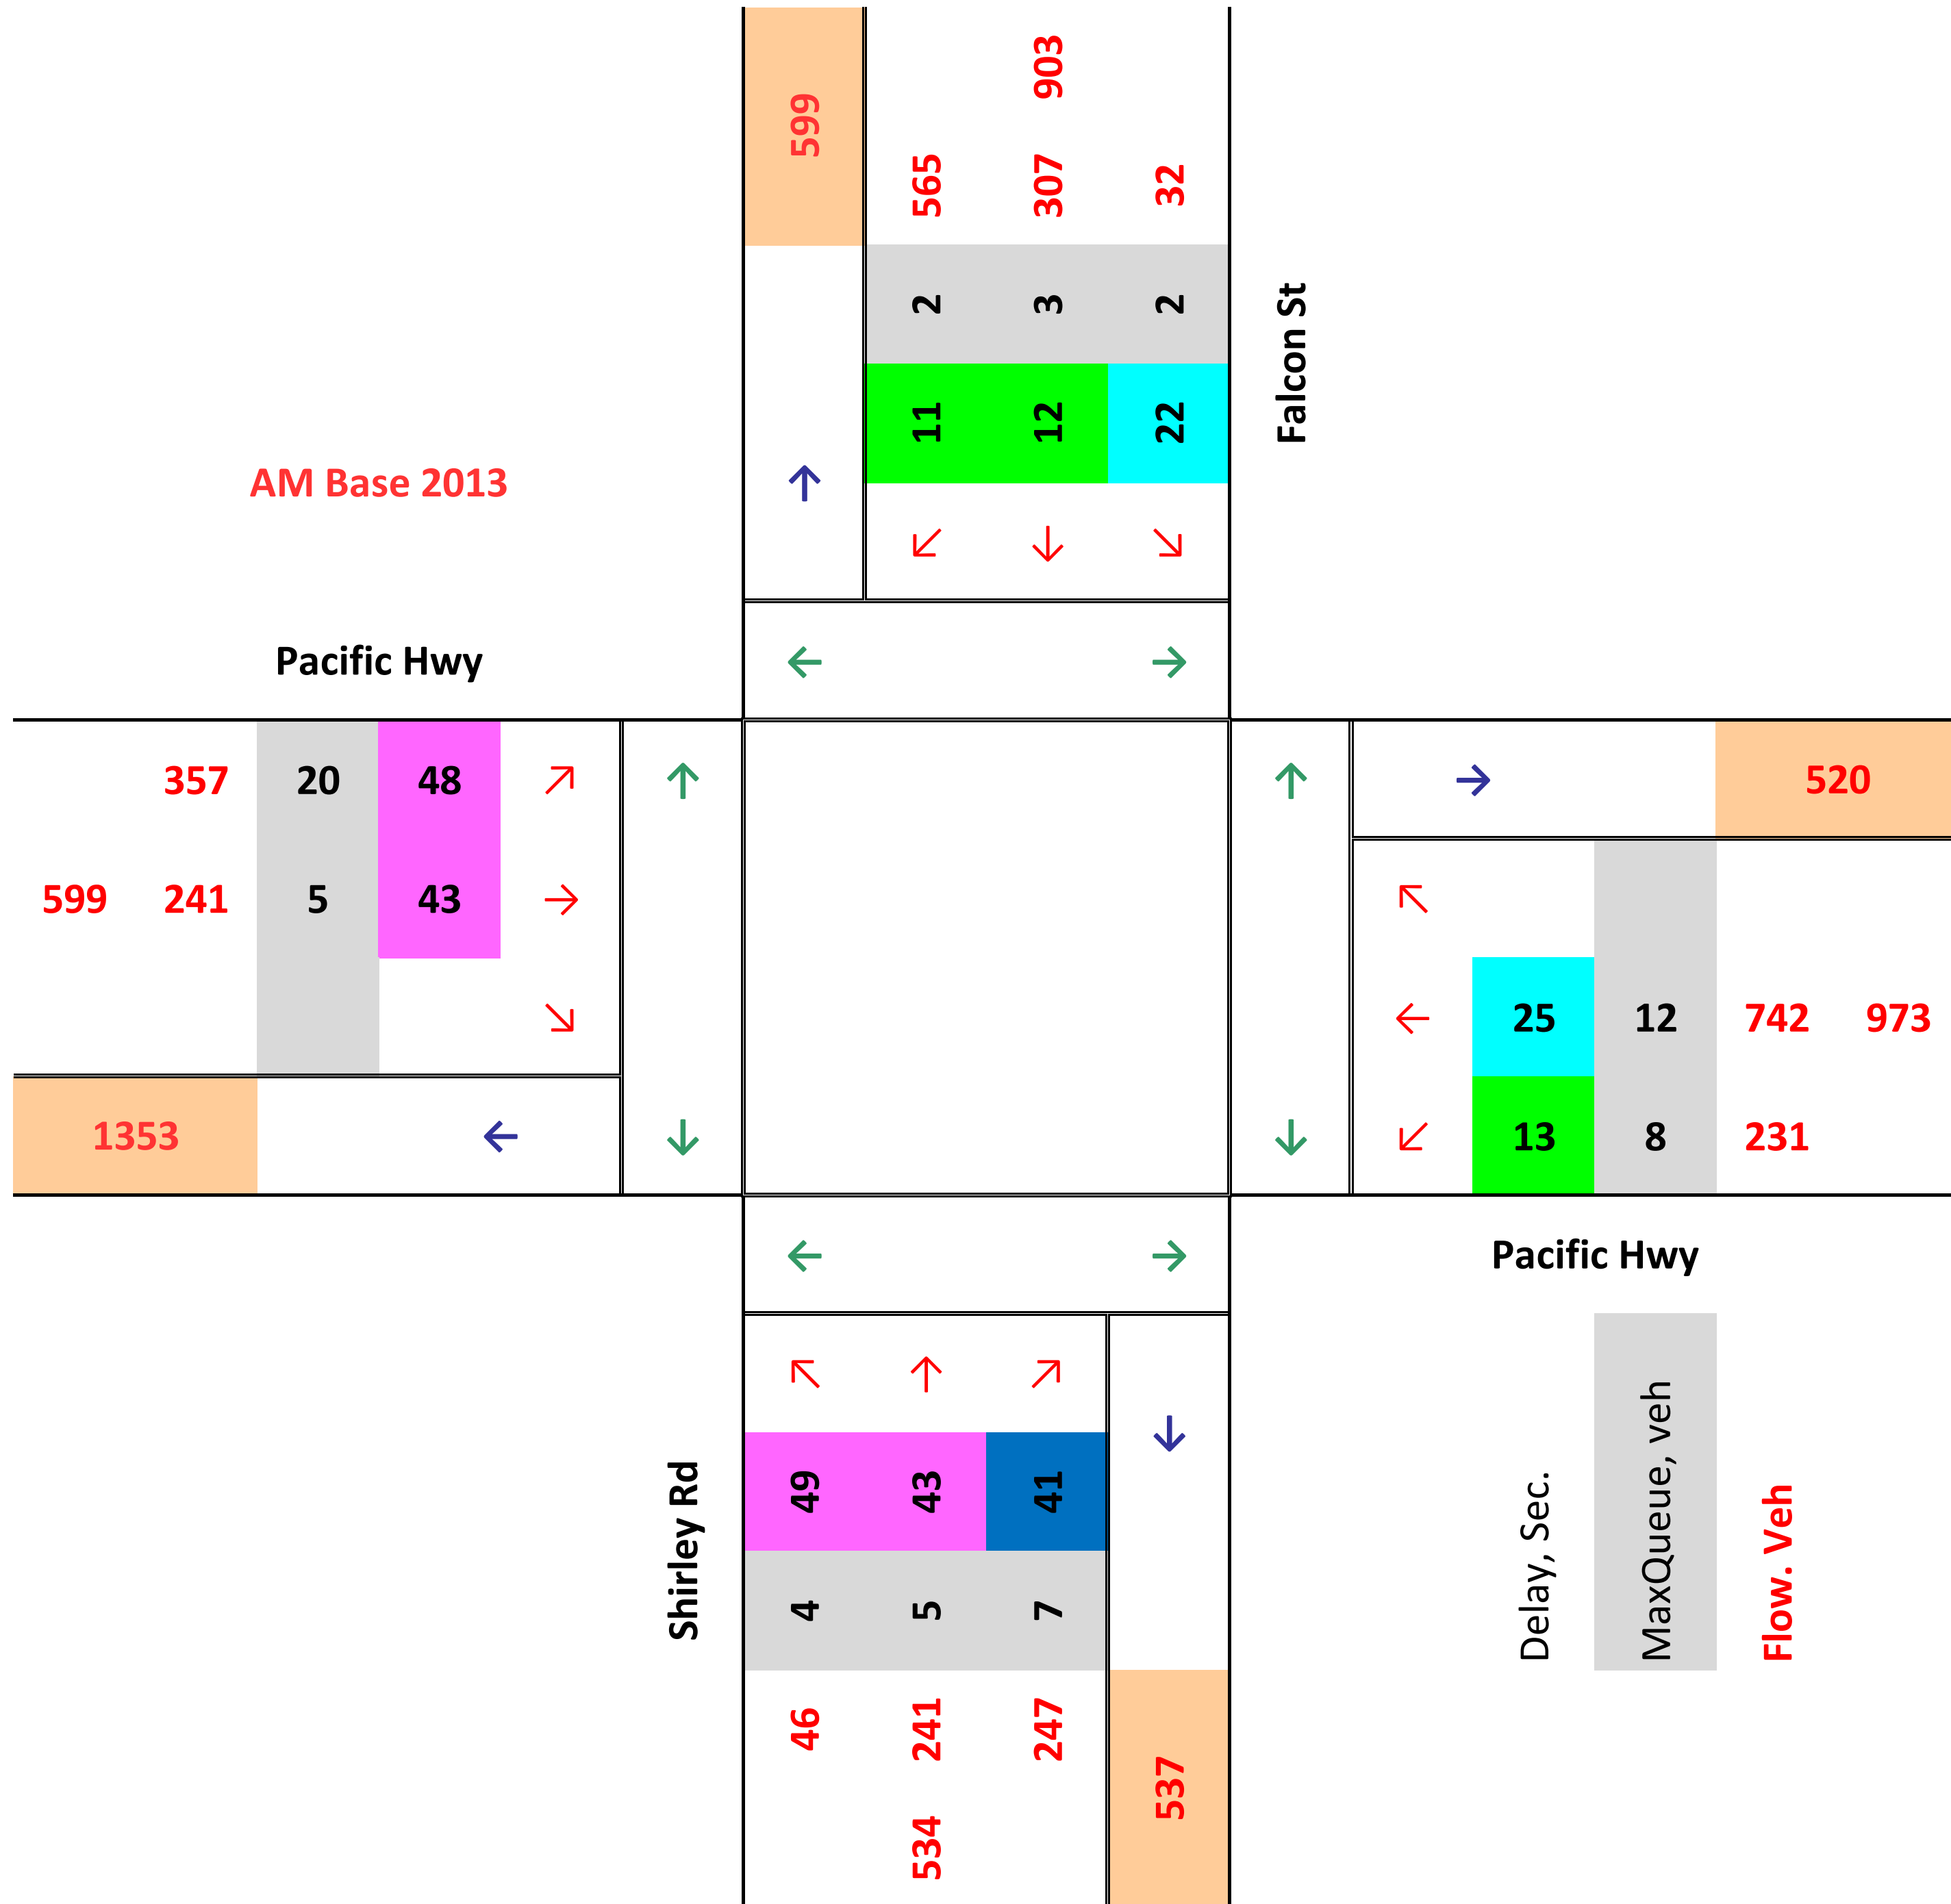 903
599
565 307 32
2 3 2
Falcon St
11 12 22
AM Base 2013
Pacific Hwy
357 20 48
520
599 241 5 43
25 12 742 973
1353
13 8 231
Pacific Hwy
Shirley Rd
49 43 41
4 5 7
46 241 247
537
534
Delay, Sec.
MaxQueue, veh
Flow. Veh